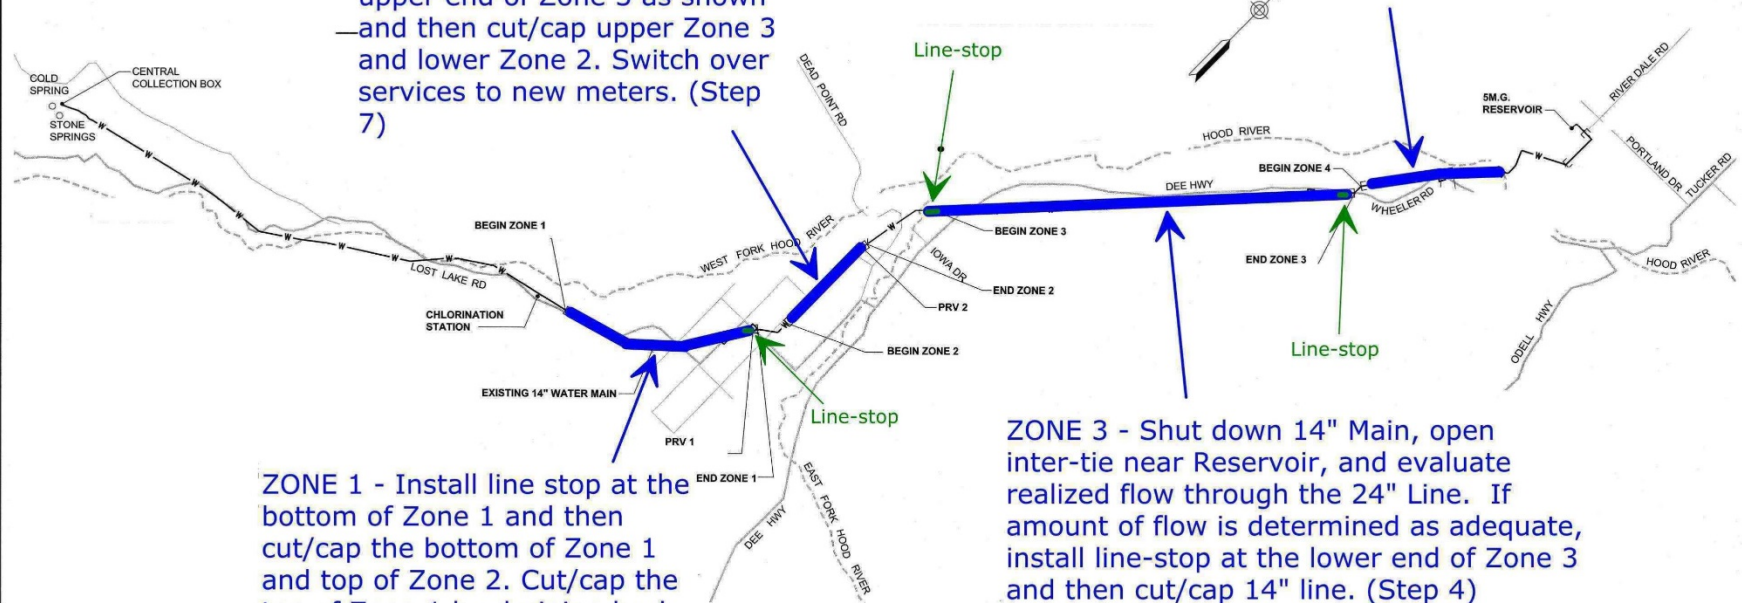 upper end of Zone 3 as shown
and then cut/cap upper Zone 3
and lower Zone 2. Switch over
services to new meters. (Step
7)
Line-stop
COLD
SPRING
CENTRAL
COLLECTION BOX
STONE
SPRINGS
DEAD POINT RD
RIVER DALE RD
5M.G.
RESERVOIR
HOOD RIVER
PORTLAND DR
TUCKER RD
BEGIN ZONE 4
DEE HWY
WHEELER RD
BEGIN ZONE 1
WEST FORK HOOD RIVER
BEGIN ZONE 3
IOWA DR
END ZONE 3
HOOD RIVER
LOST LAKE RD
END ZONE 2
PRV 2
CHLORINATION
STATION
BEGIN ZONE 2
Line-stop
ODELL HWY
EXISTING 14" WATER MAIN
Line-stop
PRV 1
END ZONE 1
DEE HWY
EAST FORK HOOD RIVER
ZONE 1 - Install line stop at the
bottom of Zone 1 and then
cut/cap the bottom of Zone 1
and top of Zone 2. Cut/cap the
ZONE 3 - Shut down 14" Main, open
inter-tie near Reservoir, and evaluate
realized flow through the 24" Line. If
amount of flow is determined as adequate,
install line-stop at the lower end of Zone 3
and then cut/cap 14" line. (Step 4)